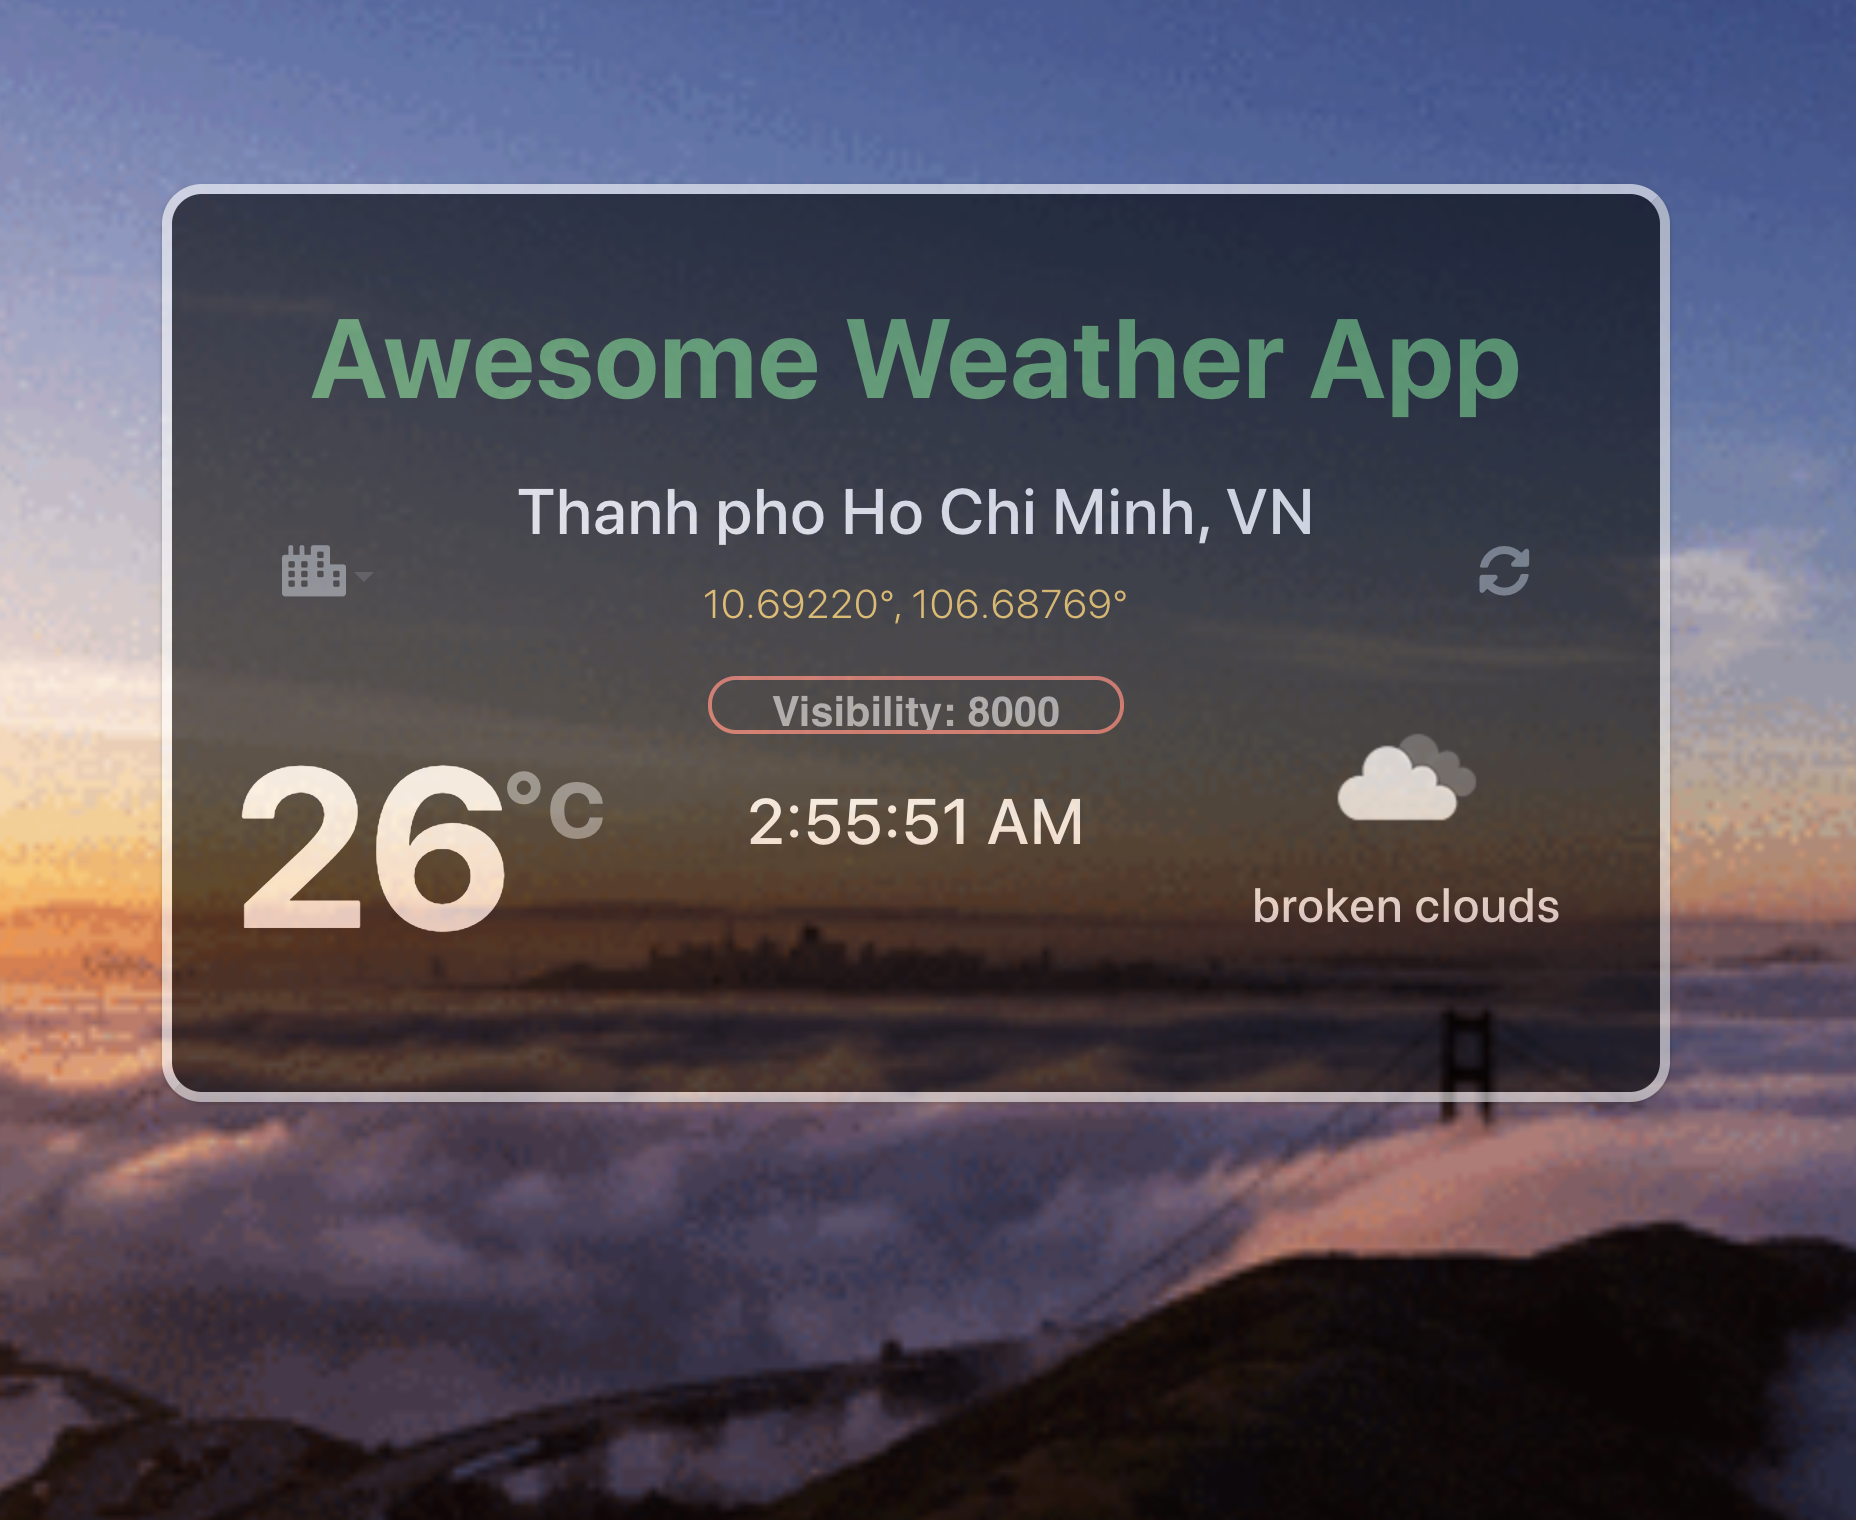 Awesome Weather App
Thanh pho Ho Chi Minh, VN
10.69220°, 106.68769°
Visibility: 8000
26°C
2:55:51 AM
broken clouds